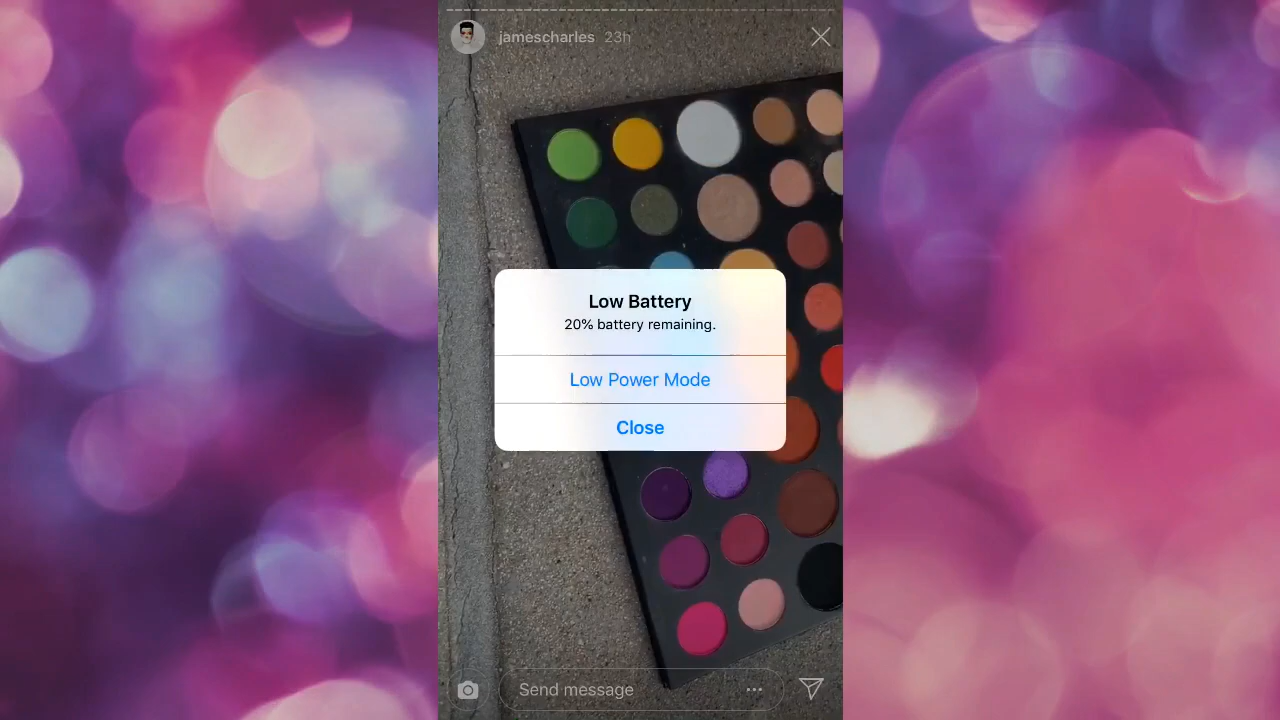 jamescharles 23h
Low Battery
20% battery remaining.
Low Power Mode
Close
Send message